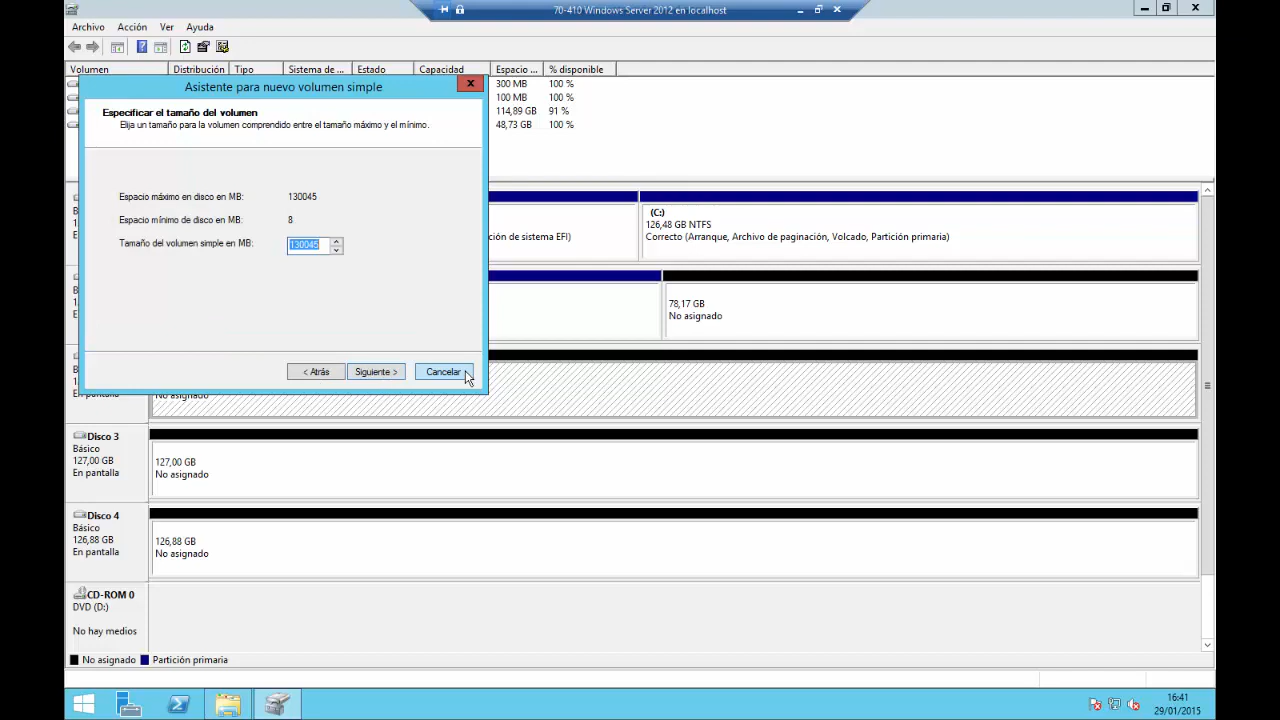 70-410 Windows Server 2012 en localhost
Archivo Acción Ver Ayuda
Volumen Distribución Tipo Sistema de ... Estado Capacidad Espacio ... % disponible
300 MB 100 %
100 MB 100 %
114,89 GB 91 %
48,73 GB 100 %
Asistente para nuevo volumen simple
Especificar el tamaño del volumen
Elija un tamaño para la volumen comprendido entre el tamaño máximo y el mínimo.
Espacio máximo en disco en MB: 130045
Espacio mínimo de disco en MB: 8
Tamaño del volumen simple en MB: 130045
< Atrás Siguiente > Cancelar
ción de sistema EFI)
(C:)
126,48 GB NTFS
Correcto (Arranque, Archivo de paginación, Volcado, Partición primaria)
78,17 GB
No asignado
En pantalla
No asignado
Disco 3
Básico
127,00 GB
En pantalla
127,00 GB
No asignado
Disco 4
Básico
126,88 GB
En pantalla
126,88 GB
No asignado
CD-ROM 0
DVD (D:)
No hay medios
No asignado Partición primaria
16:41
29/01/2015